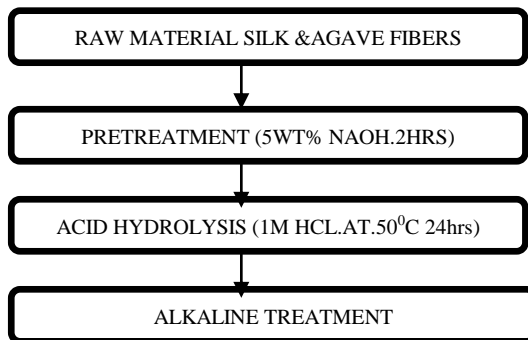 RAW MATERIAL SILK &AGAVE FIBERS
PRETREATMENT (5WT% NAOH.2HRS)
ACID HYDROLYSIS (1M HCL.AT.50⁰C 24hrs)
ALKALINE TREATMENT